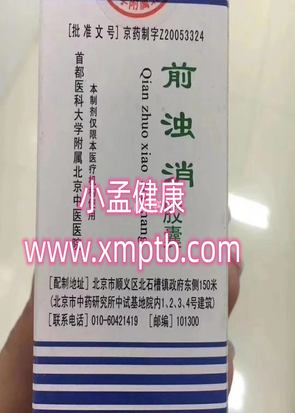 [批准文号]京药制字Z20053324
前浊消胶囊
Qian zhuo xiao ang
本制剂仅限本医疗用
首都医科大学附属北京中医医院
小孟健康
www.xmptb.com
[配制地址]北京市顺义区北石槽镇政府东侧150米
(北京市中药研究所中试基地院内1、2、3、4号建筑)
[联系电话]010-60421419 [邮编]101300